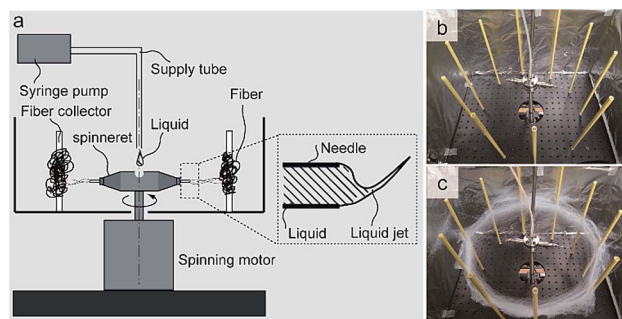 a
Syringe pump
Supply tube
Fiber collector
spinneret
Liquid
Fiber
Needle
Liquid
Liquid jet
Spinning motor
b
c